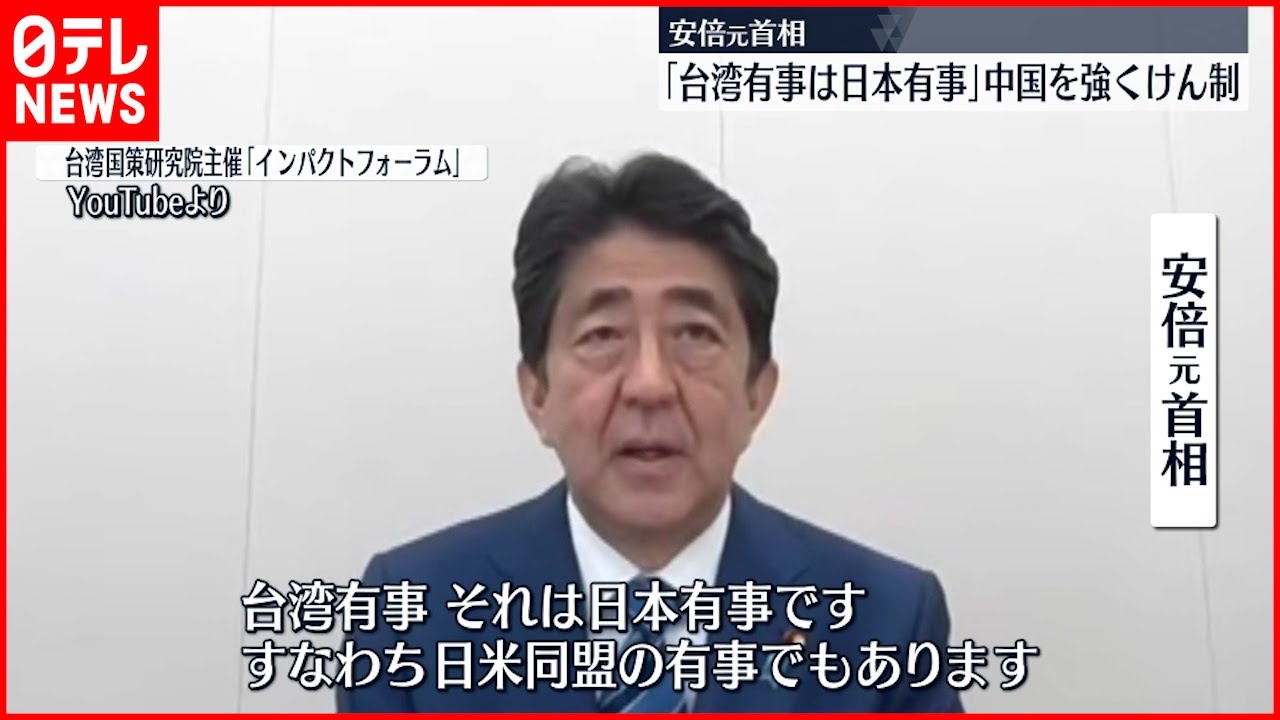 日テレ
NEWS
安倍元首相
「台湾有事は日本有事」中国を強くけん制
台湾国策研究院主催「インパクトフォーラム」
YouTubeより
安倍元首相
台湾有事 それは日本有事です
すなわち日米同盟の有事でもあります